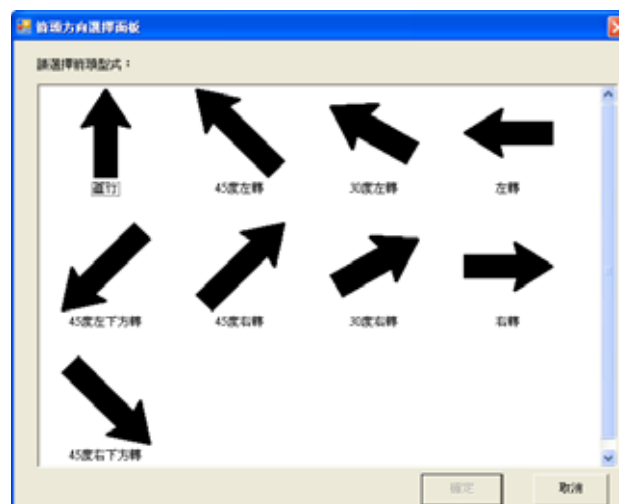 箭頭方向選擇面板
請選擇箭頭型式：
直行
45度左轉
30度左轉
左轉
45度左下方轉
45度右轉
30度右轉
右轉
45度右下方轉
確定
取消